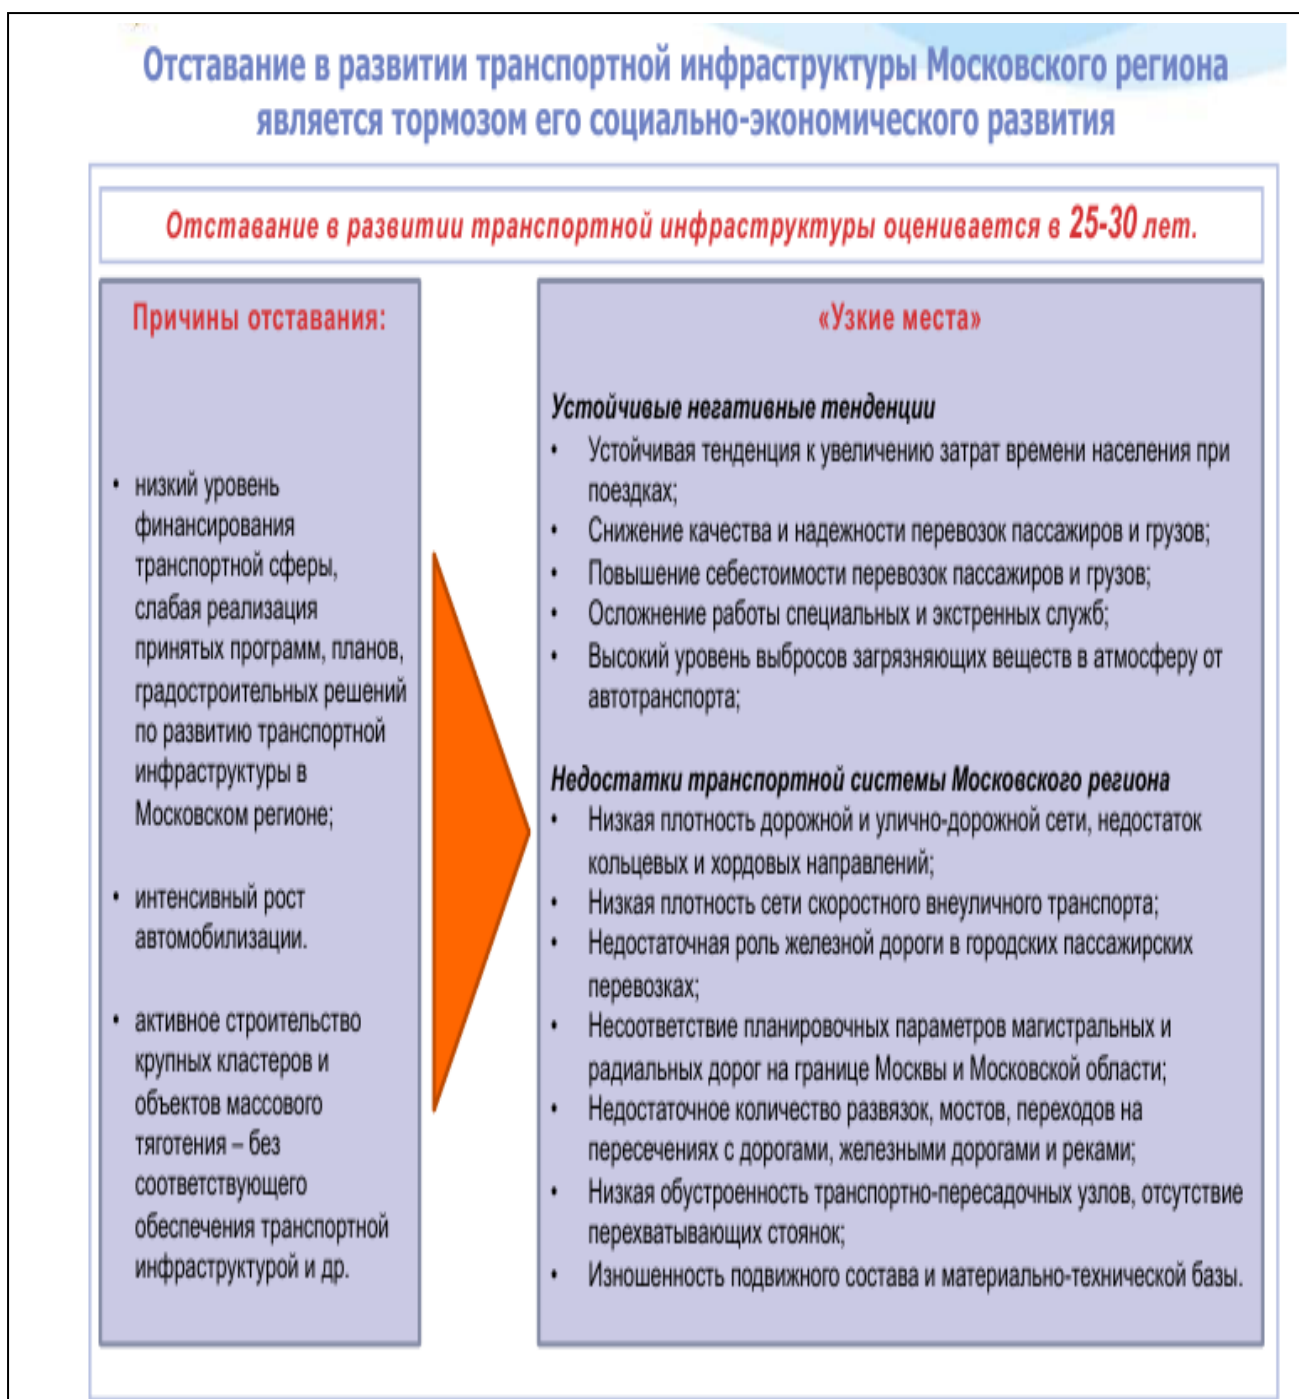 Отставание в развитии транспортной инфраструктуры Московского региона
является тормозом его социально-экономического развития
Отставание в развитии транспортной инфраструктуры оценивается в 25-30 лет.
Причины отставания:
• низкий уровень
финансирования
транспортной сферы,
слабая реализация
принятых программ, планов,
градостроительных решений
по развитию транспортной
инфраструктуры в
Московском регионе;
• интенсивный рост
автомобилизации.
• активное строительство
крупных кластеров и
объектов массового
тяготения – без
соответствующего
обеспечения транспортной
инфраструктурой и др.
«Узкие места»
Устойчивые негативные тенденции
• Устойчивая тенденция к увеличению затрат времени населения при
поездках;
• Снижение качества и надежности перевозок пассажиров и грузов;
• Повышение себестоимости перевозок пассажиров и грузов;
• Осложнение работы специальных и экстренных служб;
• Высокий уровень выбросов загрязняющих веществ в атмосферу от
автотранспорта;
Недостатки транспортной системы Московского региона
• Низкая плотность дорожной и улично-дорожной сети, недостаток
кольцевых и хордовых направлений;
• Низкая плотность сети скоростного внеуличного транспорта;
• Недостаточная роль железной дороги в городских пассажирских
перевозках;
• Несоответствие планировочных параметров магистральных и
радиальных дорог на границе Москвы и Московской области;
• Недостаточное количество развязок, мостов, переходов на
пересечениях с дорогами, железными дорогами и реками;
• Низкая обустроенность транспортно-пересадочных узлов, отсутствие
перехватывающих стоянок;
• Изношенность подвижного состава и материально-технической базы.